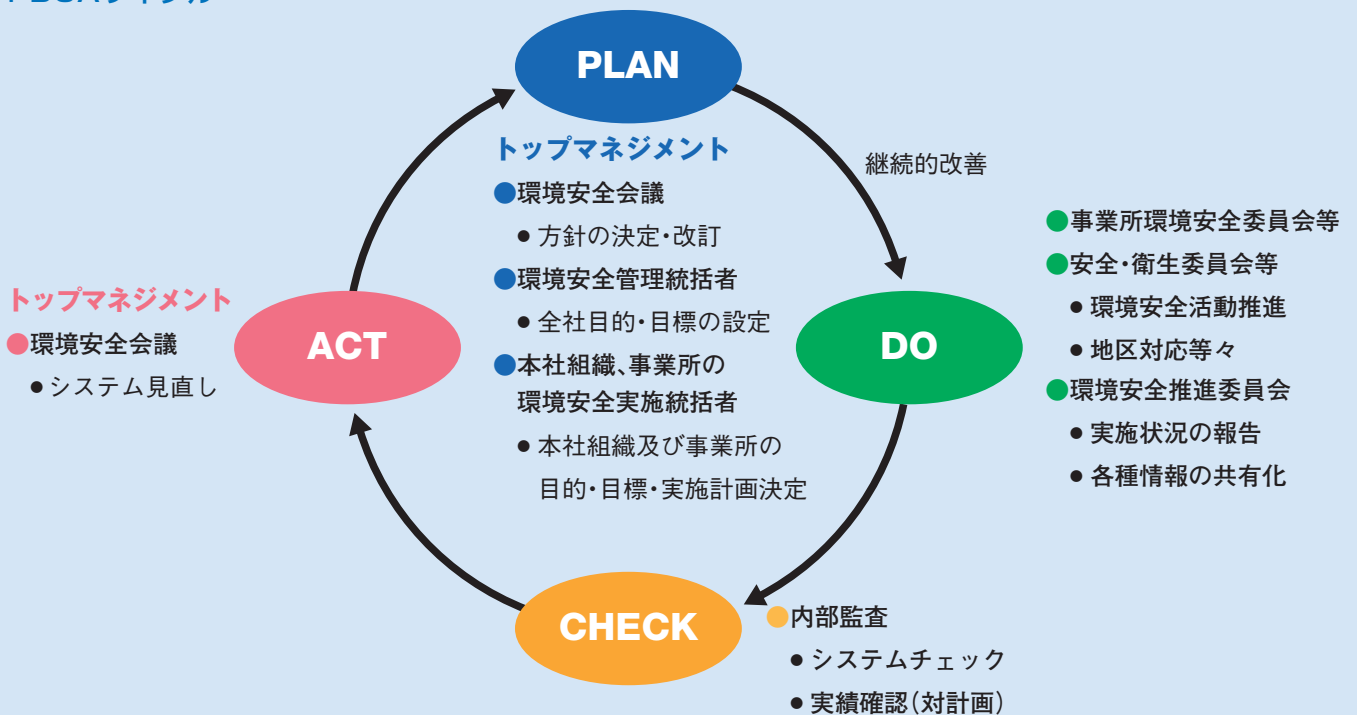 PLAN
トップマネジメント
●環境安全会議
● 方針の決定・改訂
●環境安全管理統括者
● 全社目的・目標の設定
●本社組織、事業所の
環境安全実施統括者
● 本社組織及び事業所の
目的・目標・実施計画決定
継続的改善
DO
●事業所環境安全委員会等
●安全・衛生委員会等
● 環境安全活動推進
● 地区対応等々
●環境安全推進委員会
● 実施状況の報告
● 各種情報の共有化
CHECK
●内部監査
● システムチェック
● 実績確認(対計画)
ACT
トップマネジメント
●環境安全会議
● システム見直し